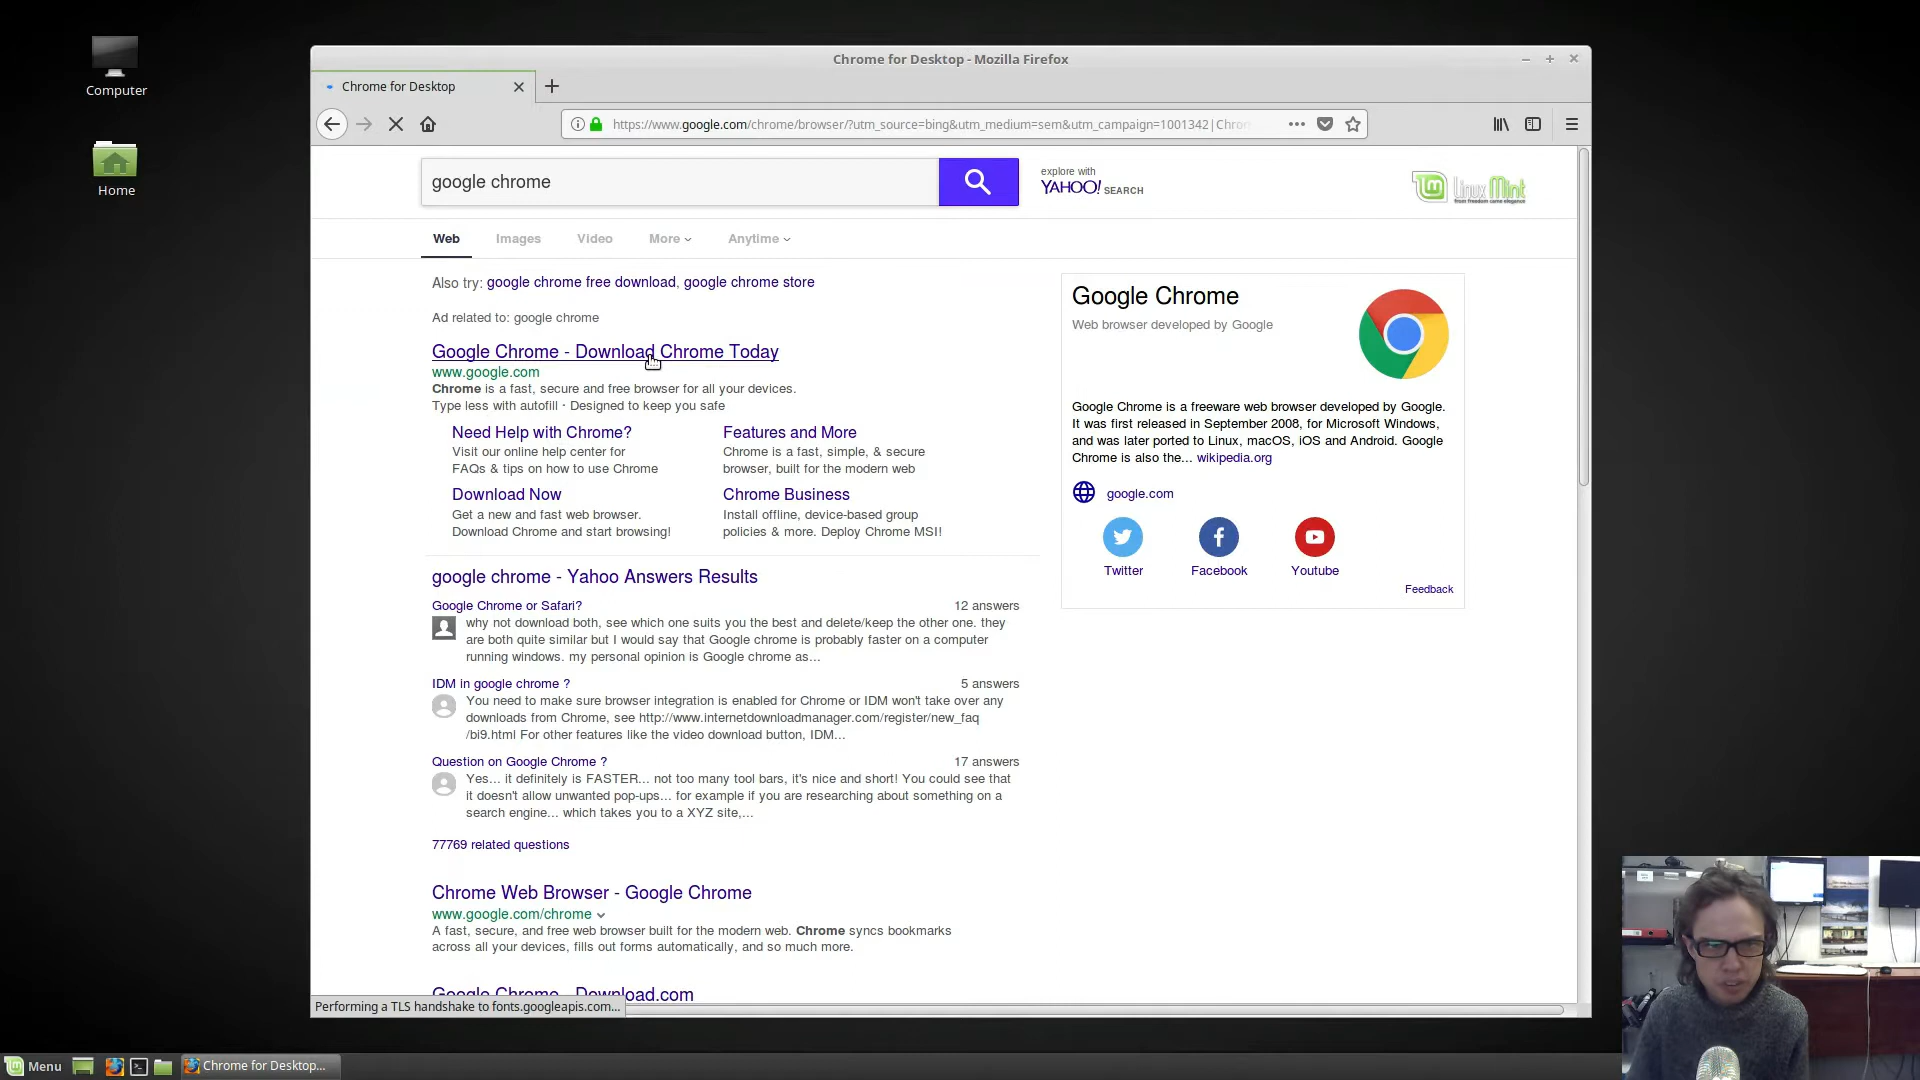 Computer
Home
Chrome for Desktop - Mozilla Firefox
Chrome for Desktop
https://www.google.com/chrome/browser/?utm_source=bing&utm_medium=sem&utm_campaign=1001342|Chro
google chrome
explore with
YAHOO! SEARCH
Linux Mint
from freedom came elegance
Web Images Video More Anytime
Also try: google chrome free download, google chrome store
Ad related to: google chrome
Google Chrome - Download Chrome Today
www.google.com
Chrome is a fast, secure and free browser for all your devices.
Type less with autofill · Designed to keep you safe
Need Help with Chrome?
Visit our online help center for
FAQs & tips on how to use Chrome
Features and More
Chrome is a fast, simple, & secure
browser, built for the modern web
Download Now
Get a new and fast web browser.
Download Chrome and start browsing!
Chrome Business
Install offline, device-based group
policies & more. Deploy Chrome MSI!
google chrome - Yahoo Answers Results
Google Chrome or Safari? 12 answers
why not download both, see which one suits you the best and delete/keep the other one. they
are both quite similar but I would say that Google chrome is probably faster on a computer
running windows. my personal opinion is Google chrome as...
IDM in google chrome ? 5 answers
You need to make sure browser integration is enabled for Chrome or IDM won't take over any
downloads from Chrome, see http://www.internetdownloadmanager.com/register/new_faq
/bi9.html For other features like the video download button, IDM...
Question on Google Chrome ? 17 answers
Yes... it definitely is FASTER... not too many tool bars, it's nice and short! You could see that
it doesn't allow unwanted pop-ups... for example if you are researching about something on a
search engine... which takes you to a XYZ site,...
77769 related questions
Chrome Web Browser - Google Chrome
www.google.com/chrome
A fast, secure, and free web browser built for the modern web. Chrome syncs bookmarks
across all your devices, fills out forms automatically, and so much more.
Google Chrome - Download.com
Google Chrome
Web browser developed by Google
Google Chrome is a freeware web browser developed by Google.
It was first released in September 2008, for Microsoft Windows,
and was later ported to Linux, macOS, iOS and Android. Google
Chrome is also the... wikipedia.org
google.com
Twitter Facebook Youtube
Feedback
Performing a TLS handshake to fonts.googleapis.com...
Menu
Chrome for Desktop...